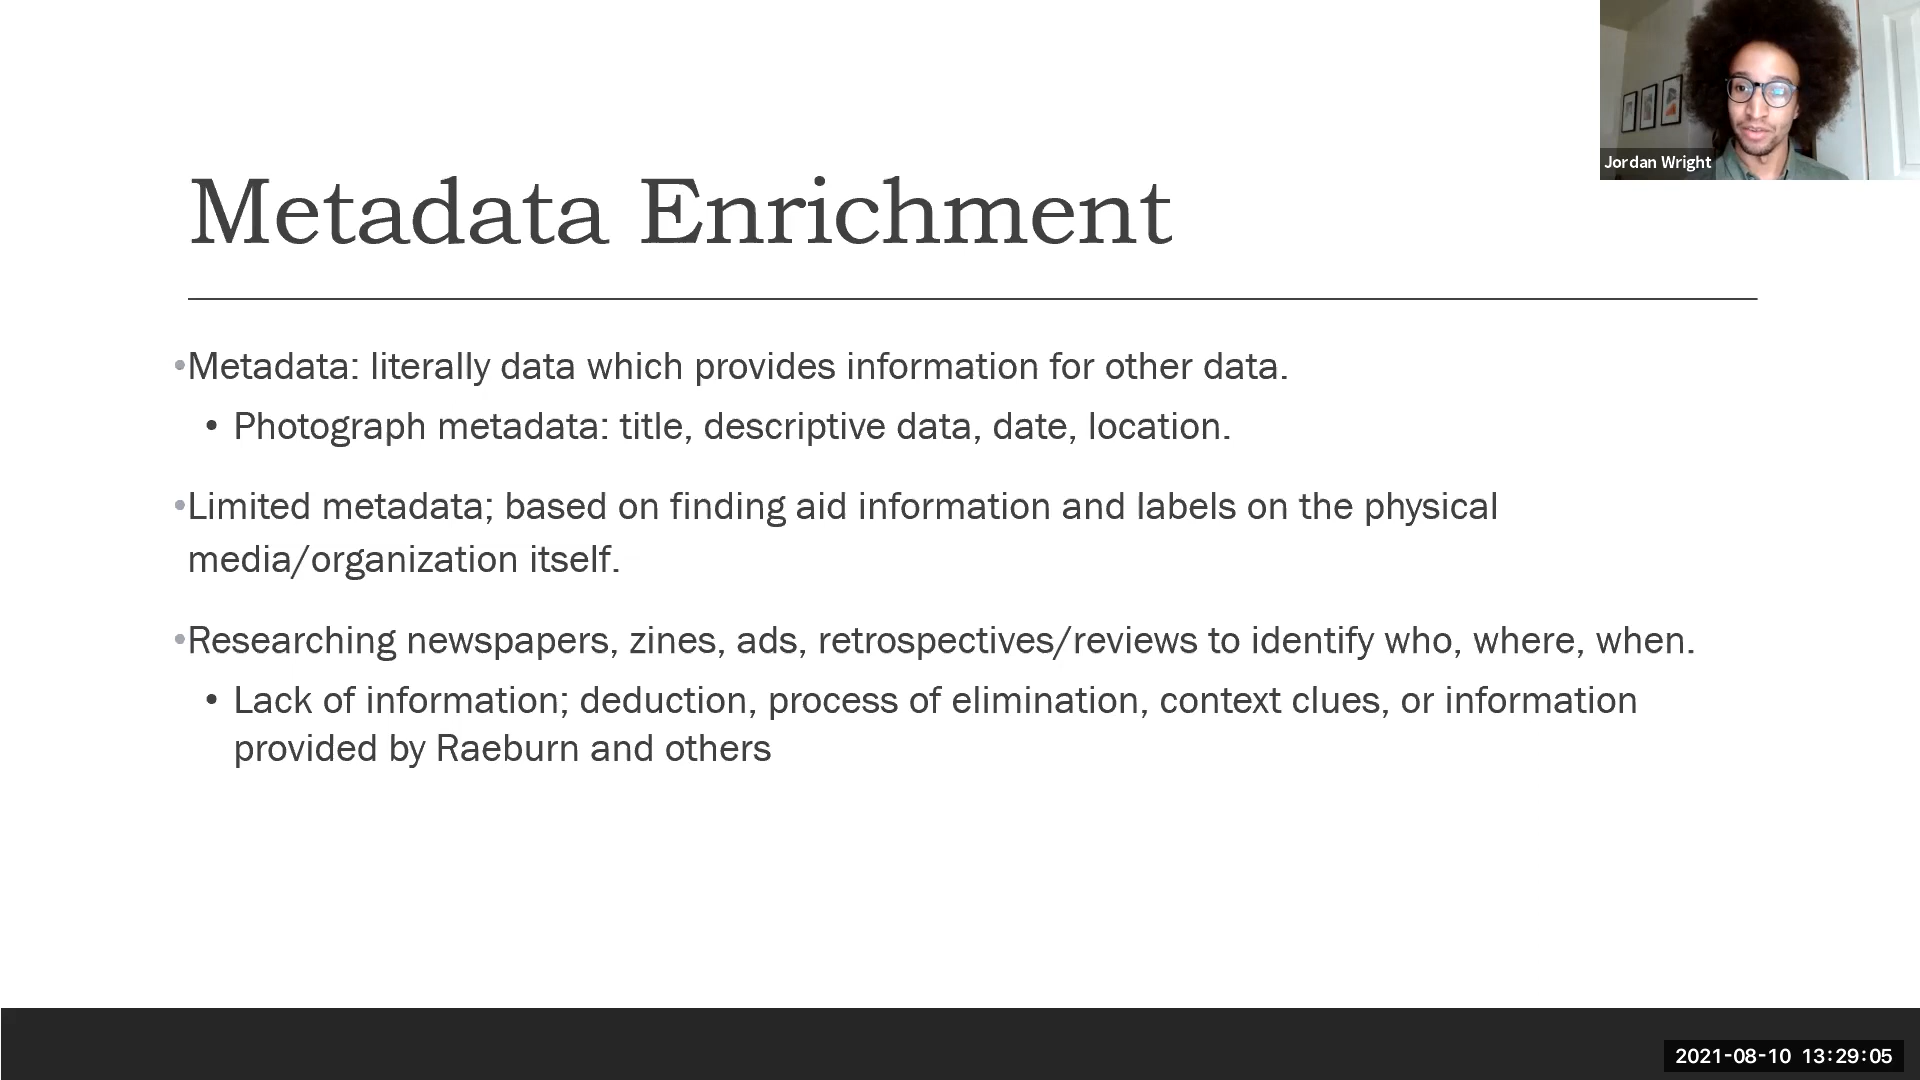 Jordan Wright
Metadata Enrichment
•Metadata: literally data which provides information for other data.
• Photograph metadata: title, descriptive data, date, location.
•Limited metadata; based on finding aid information and labels on the physical
media/organization itself.
•Researching newspapers, zines, ads, retrospectives/reviews to identify who, where, when.
• Lack of information; deduction, process of elimination, context clues, or information
provided by Raeburn and others
2021-08-10 13:29:05